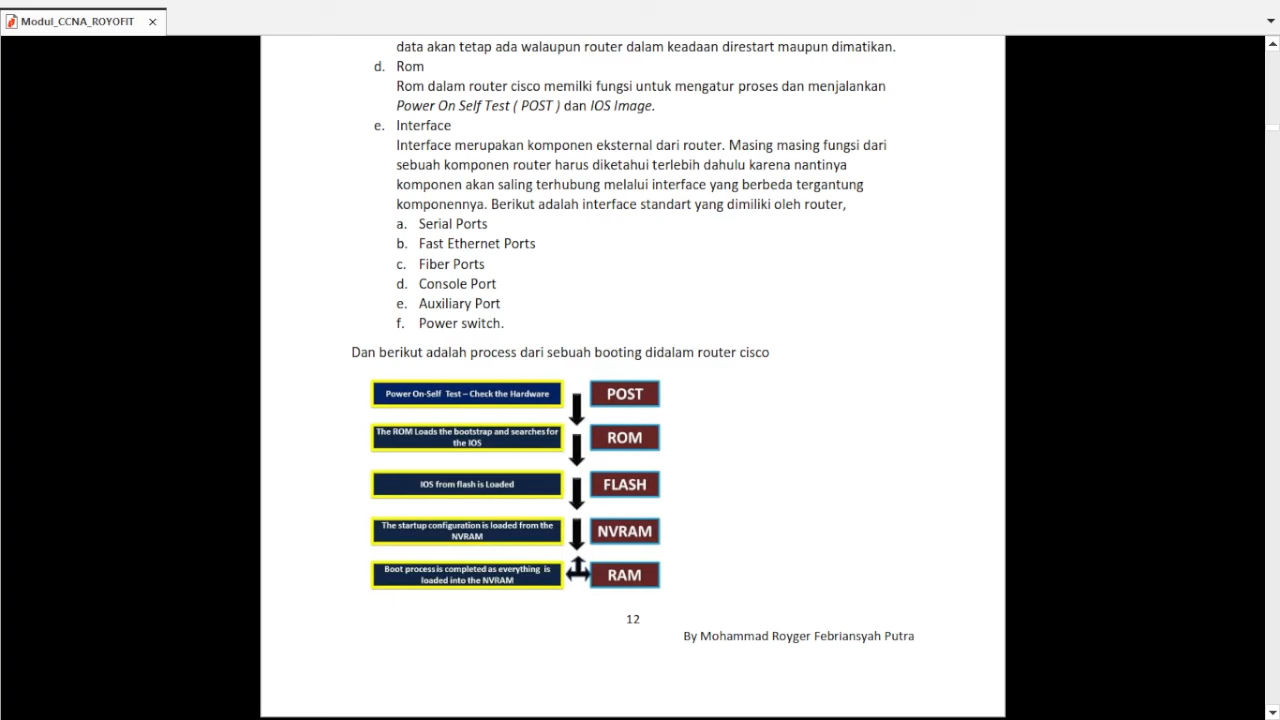 Modul_CCNA_ROYOFIT
data akan tetap ada walaupun router dalam keadaan direstart maupun dimatikan.
d. Rom
Rom dalam router cisco memilki fungsi untuk mengatur proses dan menjalankan
Power On Self Test ( POST ) dan IOS Image.
e. Interface
Interface merupakan komponen eksternal dari router. Masing masing fungsi dari
sebuah komponen router harus diketahui terlebih dahulu karena nantinya
komponen akan saling terhubung melalui interface yang berbeda tergantung
komponennya. Berikut adalah interface standart yang dimiliki oleh router,
a. Serial Ports
b. Fast Ethernet Ports
c. Fiber Ports
d. Console Port
e. Auxiliary Port
f. Power switch.
Dan berikut adalah process dari sebuah booting didalam router cisco
Power On-Self Test – Check the Hardware
POST
The ROM Loads the bootstrap and searches for
the IOS
ROM
IOS from flash is Loaded
FLASH
The startup configuration is loaded from the
NVRAM
NVRAM
Boot process is completed as everything is
loaded into the NVRAM
RAM
12
By Mohammad Royger Febriansyah Putra